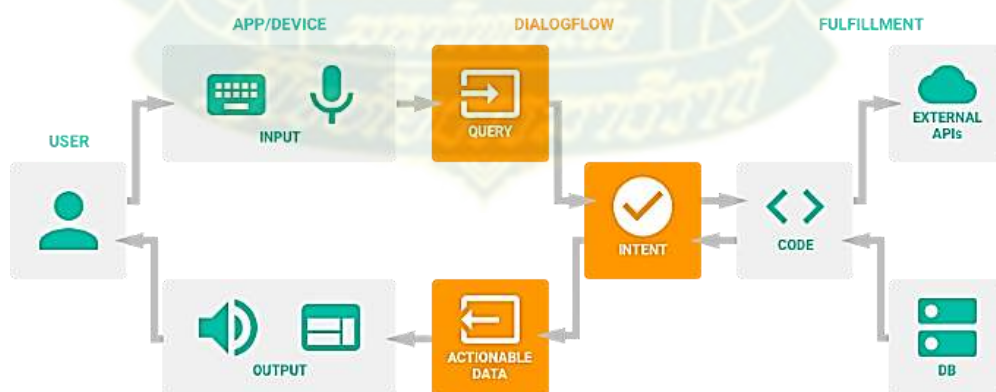 APP/DEVICE
DIALOGFLOW
FULFILLMENT
INPUT
QUERY
EXTERNAL
APIs
USER
INTENT
CODE
OUTPUT
ACTIONABLE
DATA
DB